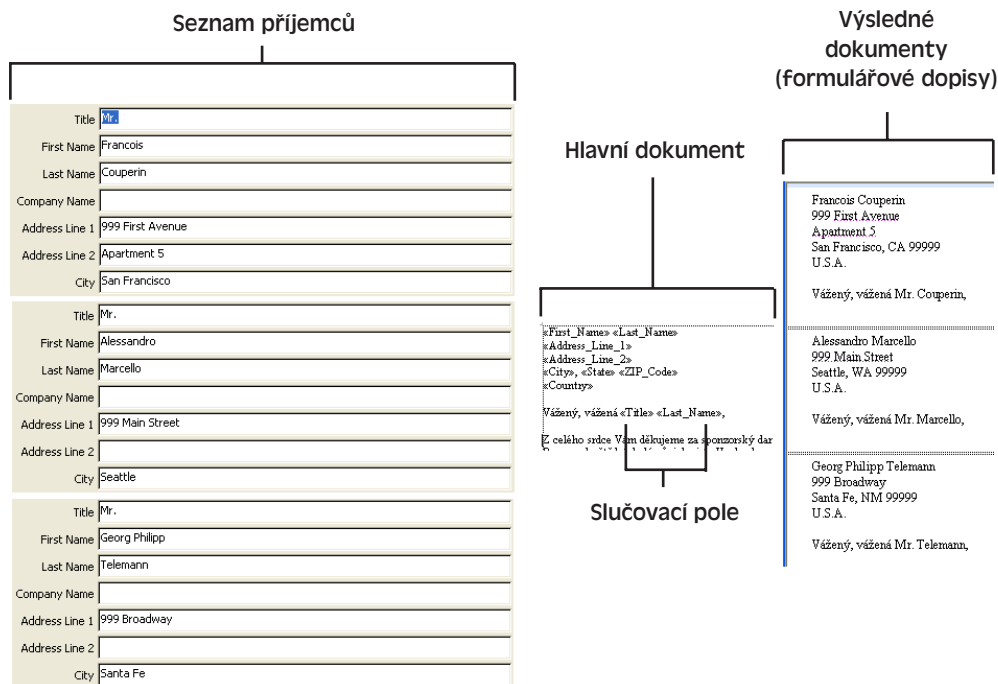 Seznam příjemců
Title Mr.
First Name Francois
Last Name Couperin
Company Name
Address Line 1 999 First Avenue
Address Line 2 Apartment 5
City San Francisco
Title Mr.
First Name Alessandro
Last Name Marcello
Company Name
Address Line 1 999 Main Street
Address Line 2
City Seattle
Title Mr.
First Name Georg Philipp
Last Name Telemann
Company Name
Address Line 1 999 Broadway
Address Line 2
City Santa Fe
Hlavní dokument
«First_Name» «Last_Name»
«Address_Line_1»
«Address_Line_2»
«City», «State» «ZIP_Code»
«Country»
Vážený, vážená «Title» «Last_Name»,
Z celého srdce Vám děkujeme za sponzorský dar
Slučovací pole
Výsledné
dokumenty
(formulářové dopisy)
Francois Couperin
999 First Avenue
Apartment 5
San Francisco, CA 99999
U.S.A.
Vážený, vážená Mr. Couperin,
Alessandro Marcello
999 Main Street
Seattle, WA 99999
U.S.A.
Vážený, vážená Mr. Marcello,
Georg Philipp Telemann
999 Broadway
Santa Fe, NM 99999
U.S.A.
Vážený, vážená Mr. Telemann,